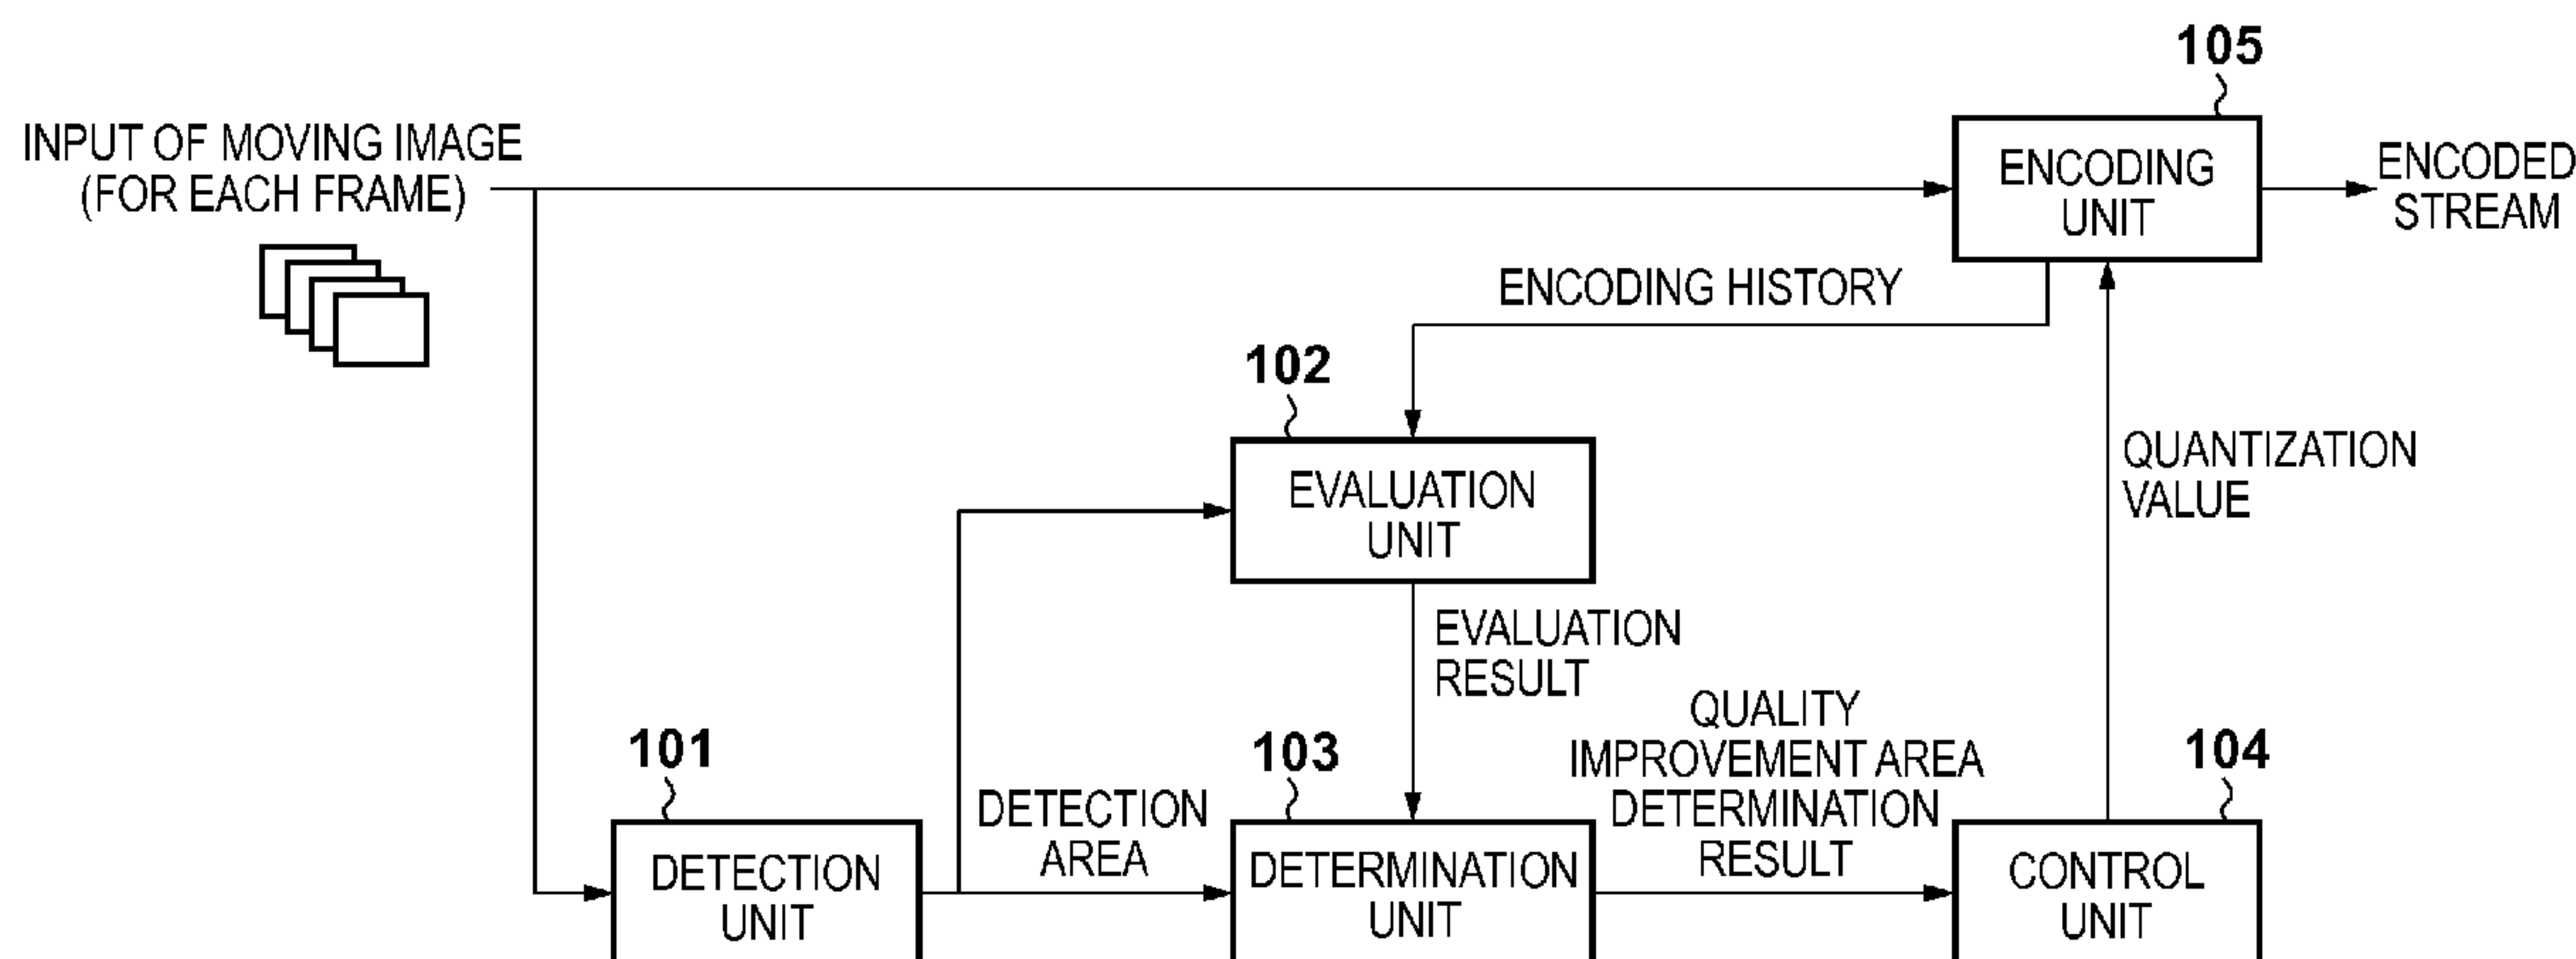 105
INPUT OF MOVING IMAGE
(FOR EACH FRAME)
ENCODING
UNIT
ENCODED
STREAM
ENCODING HISTORY
102
EVALUATION
UNIT
QUANTIZATION
VALUE
EVALUATION
RESULT
101
DETECTION
UNIT
DETECTION
AREA
103
DETERMINATION
UNIT
QUALITY
IMPROVEMENT AREA
DETERMINATION
RESULT
104
CONTROL
UNIT